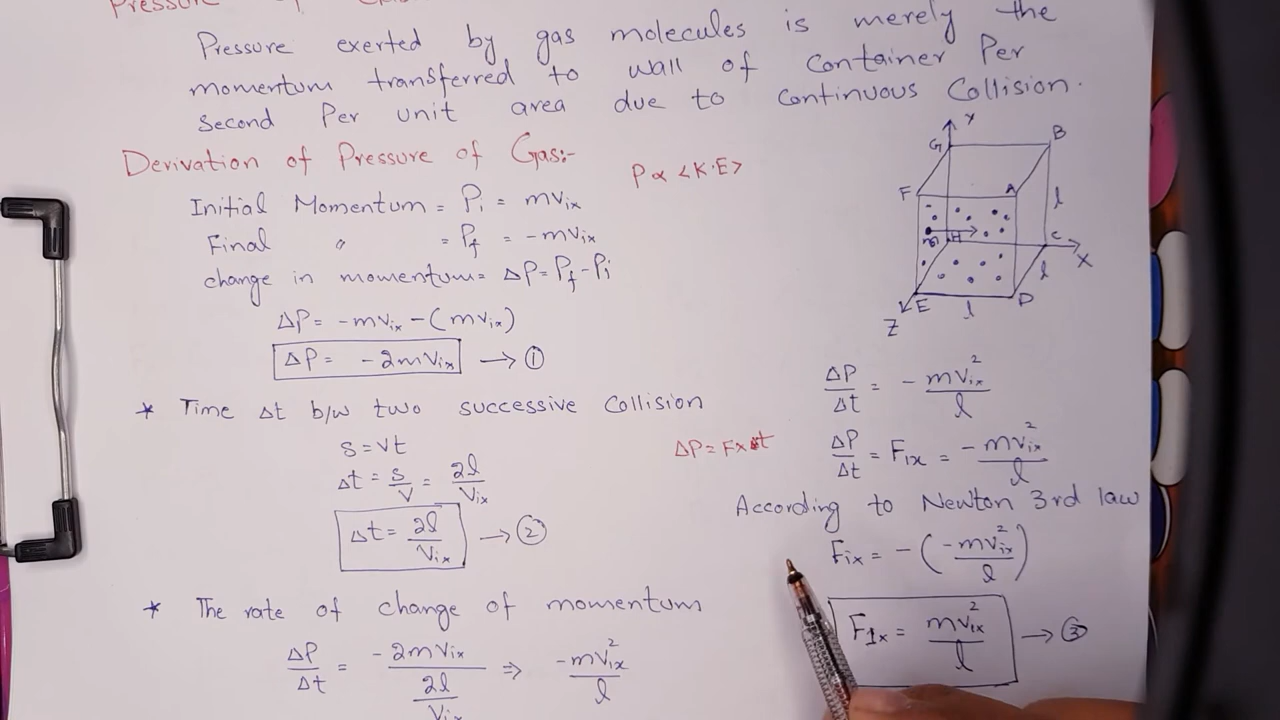 Pressure of
Pressure exerted by gas molecules is merely the
momentum transferred to wall of container Per
second Per unit area due to continuous Collision.
Derivation of Pressure of Gas:-
P ∝ <K.E>
Initial Momentum = Pi = mvix
Final " = Pf = -mvix
change in momentum = ΔP = Pf - Pi
ΔP = -mvix - (mvix)
ΔP = -2mvix → ①
* Time Δt b/w two successive Collision
s = vt
Δt = s/v = 2l/Vix
Δt = 2l/Vix → ②
* The rate of change of momentum
ΔP/Δt = -2mvix / (2l/Vix) ⇒ -mvix²/l
Y
G
B
F
A
l
m
H
C
X
l
E
D
Z
l
ΔP/Δt = - mvix²/l
ΔP = F×Δt
ΔP/Δt = F1x = -mvix²/l
According to Newton 3rd law
Fix = -(-mvix²/l)
F1x = mvix²/l → ③